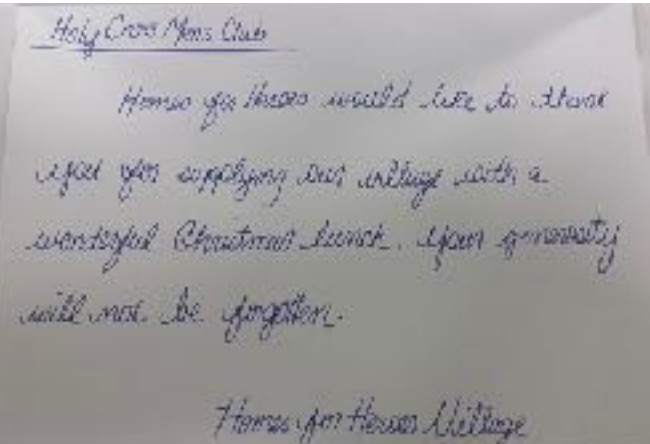 Holy Cross Mens Club
Homes for Heroes would like to thank
you for supplying our village with a
wonderful Christmas lunch. Your generosity
will not be forgotten.
Homes for Heroes Village